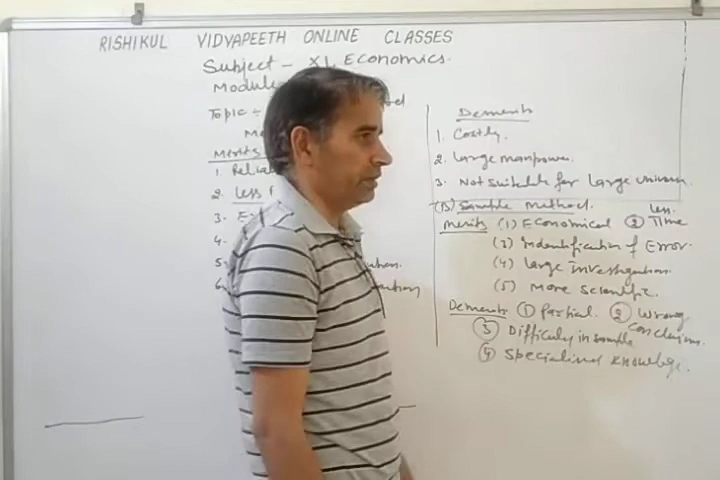 RISHIKUL VIDYAPEETH ONLINE CLASSES
Subject - XI Economics.
Module
Topic ÷
Merits
1. Relia
2. Less
3. E
4.
5.
6.
Demerits
1. Costly.
2. Large manpower.
3. Not suitable for Large univers
(B) Sample Method.
Merits (1) Economical (2) Less Time
(3) Indentification of Error.
(4) Large investigation.
(5) More scientific.
Demerits (1) Partial. (2) Wrong conclusion.
(3) Difficulty in sample
(4) Specialised knowledge.